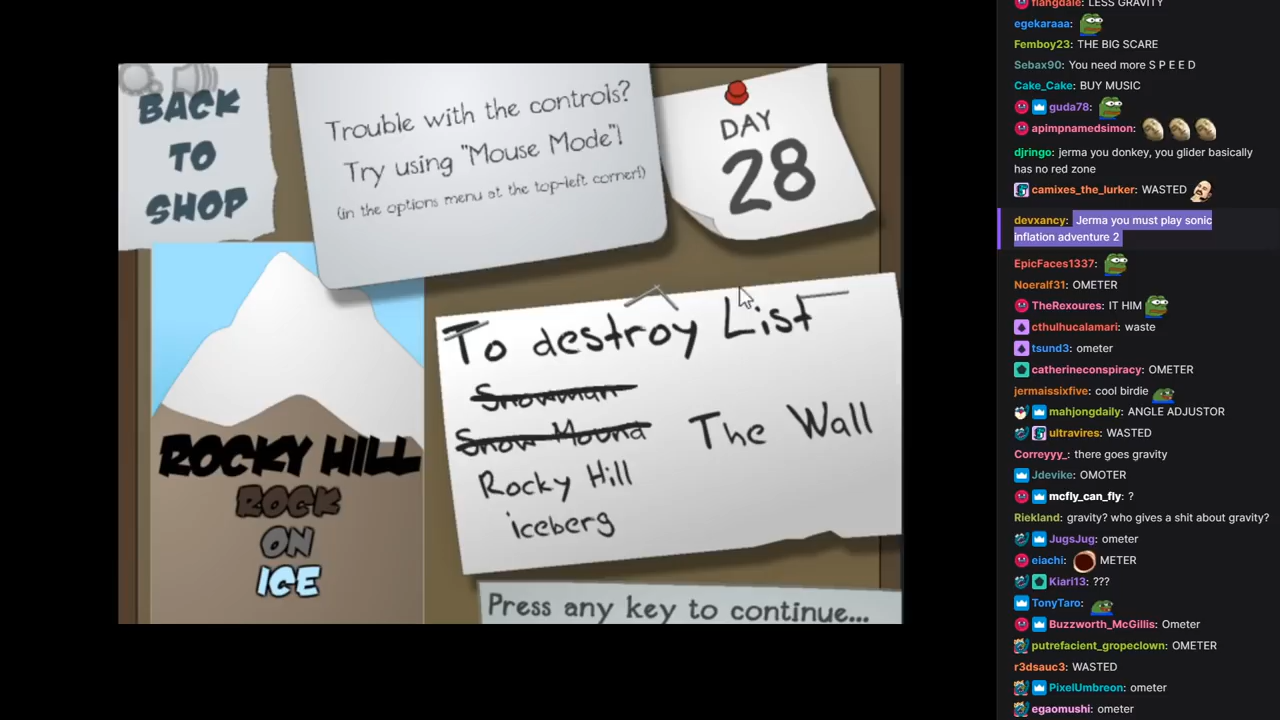 BACK
TO
SHOP
Trouble with the controls?
Try using "Mouse Mode"!
(in the options menu at the top-left corner!)
DAY
28
ROCKY HILL
ROCK
ON
ICE
To destroy List
Snowman
Snow Mound
The Wall
Rocky Hill
iceberg
Press any key to continue...
flangdale: LESS GRAVITY
egekaraaa:
Femboy23: THE BIG SCARE
Sebax90: You need more S P E E D
Cake_Cake: BUY MUSIC
guda78:
apimpnamedsimon:
djringo: jerma you donkey, you glider basically
has no red zone
camixes_the_lurker: WASTED
devxancy: Jerma you must play sonic
inflation adventure 2
EpicFaces1337:
Noeralf31: OMETER
TheRexoures: IT HIM
cthulhucalamari: waste
tsund3: ometer
catherineconspiracy: OMETER
jermaissixfive: cool birdie
mahjongdaily: ANGLE ADJUSTOR
ultravires: WASTED
Correyyy_: there goes gravity
Jdevike: OMOTER
mcfly_can_fly: ?
Riekland: gravity? who gives a shit about gravity?
JugsJug: ometer
eiachi: METER
Kiari13: ???
TonyTaro:
Buzzworth_McGillis: Ometer
putrefacient_gropeclown: OMETER
r3dsauc3: WASTED
PixelUmbreon: ometer
egaomushi: ometer